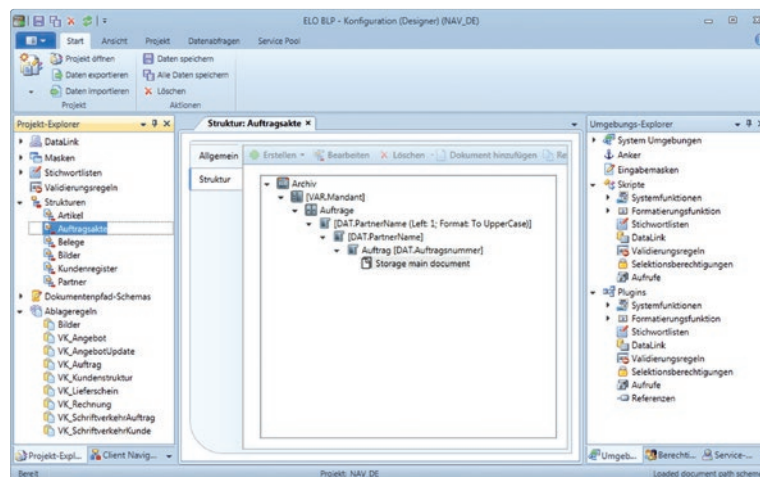 ELO BLP - Konfiguration (Designer) (NAV_DE)
Start Ansicht Projekt Datenabfragen Service Pool
Projekt öffnen
Daten exportieren
Daten importieren
Projekt
Daten speichern
Alle Daten speichern
Löschen
Aktionen
Projekt-Explorer
DataLink
Masken
Stichwortlisten
Validierungsregeln
Strukturen
Artikel
Auftragsakte
Belege
Bilder
Kundenregister
Partner
Dokumentenpfad-Schemas
Ablageregeln
Bilder
VK_Angebot
VK_AngebotUpdate
VK_Auftrag
VK_Kundenstruktur
VK_Lieferschein
VK_Rechnung
VK_SchriftverkehrAuftrag
VK_SchriftverkehrKunde
Projekt-Expl... Client Navig...
Struktur: Auftragsakte
Allgemein
Struktur
Erstellen Bearbeiten Löschen Dokument hinzufügen Re
Archiv
[VAR.Mandant]
Aufträge
[DAT.PartnerName (Left: 1; Format: To UpperCase)]
[DAT.PartnerName]
Auftrag [DAT.Auftragsnummer]
Storage main document
Umgebungs-Explorer
System Umgebungen
Anker
Eingabemasken
Skripte
Systemfunktionen
Formatierungsfunktion
Stichwortlisten
DataLink
Validierungsregeln
Selektionsberechtigungen
Aufrufe
Plugins
Systemfunktionen
Formatierungsfunktion
Stichwortlisten
DataLink
Validierungsregeln
Selektionsberechtigungen
Aufrufe
Referenzen
Umgeb... Berechti... Service-...
Bereit Projekt: NAV_DE Loaded document path scheme